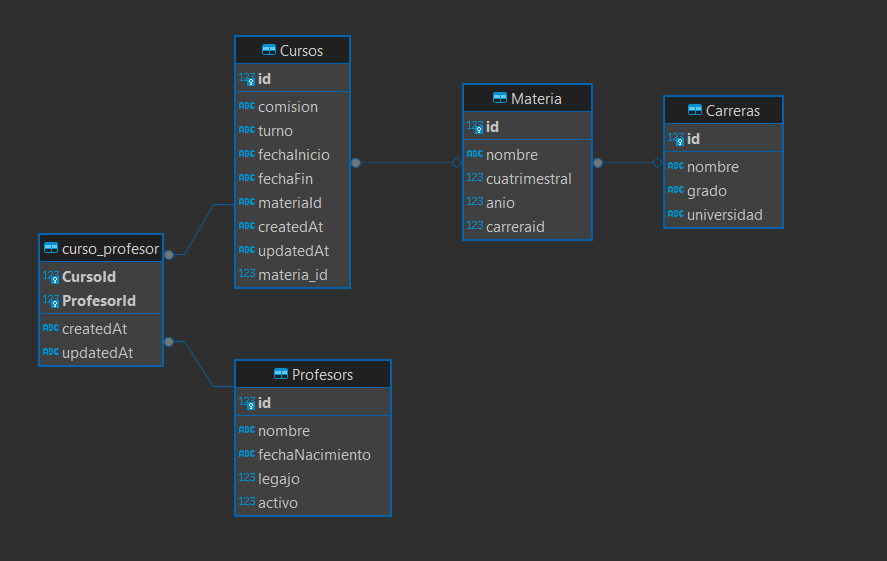 Cursos
123 id
ABC comision
ABC turno
ABC fechaInicio
ABC fechaFin
ABC materiaId
ABC createdAt
ABC updatedAt
123 materia_id
Materia
123 id
ABC nombre
123 cuatrimestral
123 anio
123 carreraid
Carreras
123 id
ABC nombre
ABC grado
ABC universidad
curso_profesor
123 CursoId
123 ProfesorId
ABC createdAt
ABC updatedAt
Profesors
123 id
ABC nombre
ABC fechaNacimiento
123 legajo
123 activo